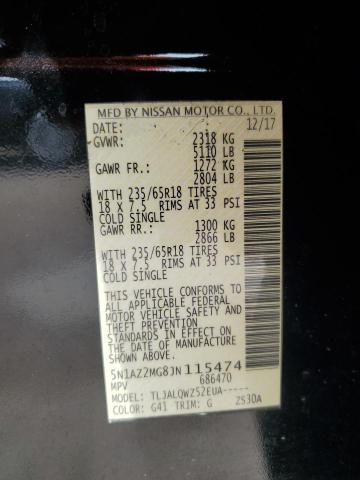 MFD BY NISSAN MOTOR CO., LTD.
DATE: 12/17
GVWR: 2318 KG
5110 LB
GAWR FR.: 1272 KG
2804 LB
WITH 235/65R18 TIRES
18 X 7.5 RIMS AT 33 PSI
COLD SINGLE
GAWR RR.: 1300 KG
2866 LB
WITH 235/65R18 TIRES
18 X 7.5 RIMS AT 33 PSI
COLD SINGLE
THIS VEHICLE CONFORMS TO
ALL APPLICABLE FEDERAL
MOTOR VEHICLE SAFETY
AND THEFT PREVENTION
STANDARDS IN EFFECT ON
THE DATE OF MANUFACTURE
SHOWN ABOVE.
5N1AZ2MG8JN115474
MPV 686470
MODEL: TLJALQWZ52EUA-----
COLOR: G41 TRIM: G ZS30A